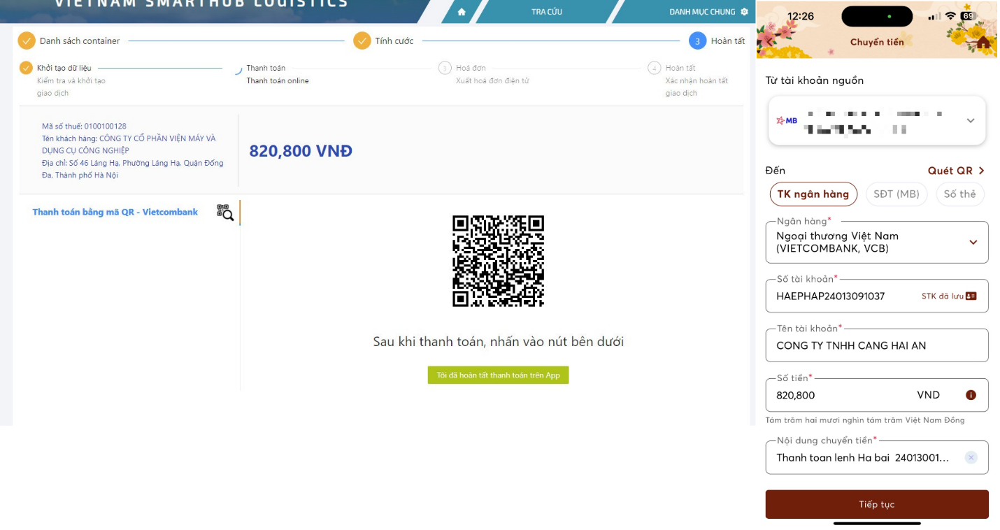 VIETNAM SMARTHUB LOGISTICS
TRA CỨU
DANH MỤC CHUNG
Danh sách container
Tính cước
3 Hoàn tất
Khởi tạo dữ liệu
Kiểm tra và khởi tạo
giao dịch
Thanh toán
Thanh toán online
3 Hoá đơn
Xuất hoá đơn điện tử
4 Hoàn tất
Xác nhận hoàn tất
giao dịch
Mã số thuế: 0100100128
Tên khách hàng: CÔNG TY CỔ PHẦN VIỆN MÁY VÀ
DỤNG CỤ CÔNG NGHIỆP
Địa chỉ: Số 46 Láng Hạ, Phường Láng Hạ, Quận Đống
Đa, Thành phố Hà Nội
820,800 VNĐ
Thanh toán bằng mã QR - Vietcombank
Sau khi thanh toán, nhấn vào nút bên dưới
Tôi đã hoàn tất thanh toán trên App
12:26
69
Chuyển tiền
Từ tài khoản nguồn
MB
Đến
Quét QR
TK ngân hàng
SĐT (MB)
Số thẻ
Ngân hàng*
Ngoại thương Việt Nam
(VIETCOMBANK, VCB)
Số tài khoản*
HAEPHAP24013091037
STK đã lưu
Tên tài khoản*
CONG TY TNHH CANG HAI AN
Số tiền*
820,800
VND
Tám trăm hai mươi nghìn tám trăm Việt Nam Đồng
Nội dung chuyển tiền*
Thanh toan lenh Ha bai 24013001...
Tiếp tục